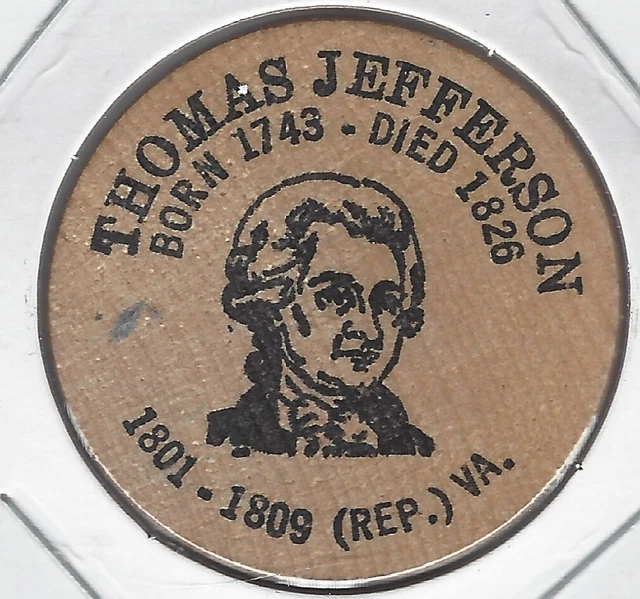 THOMAS JEFFERSON
BORN 1743 - DIED 1826
1801 - 1809 (REP.) VA.